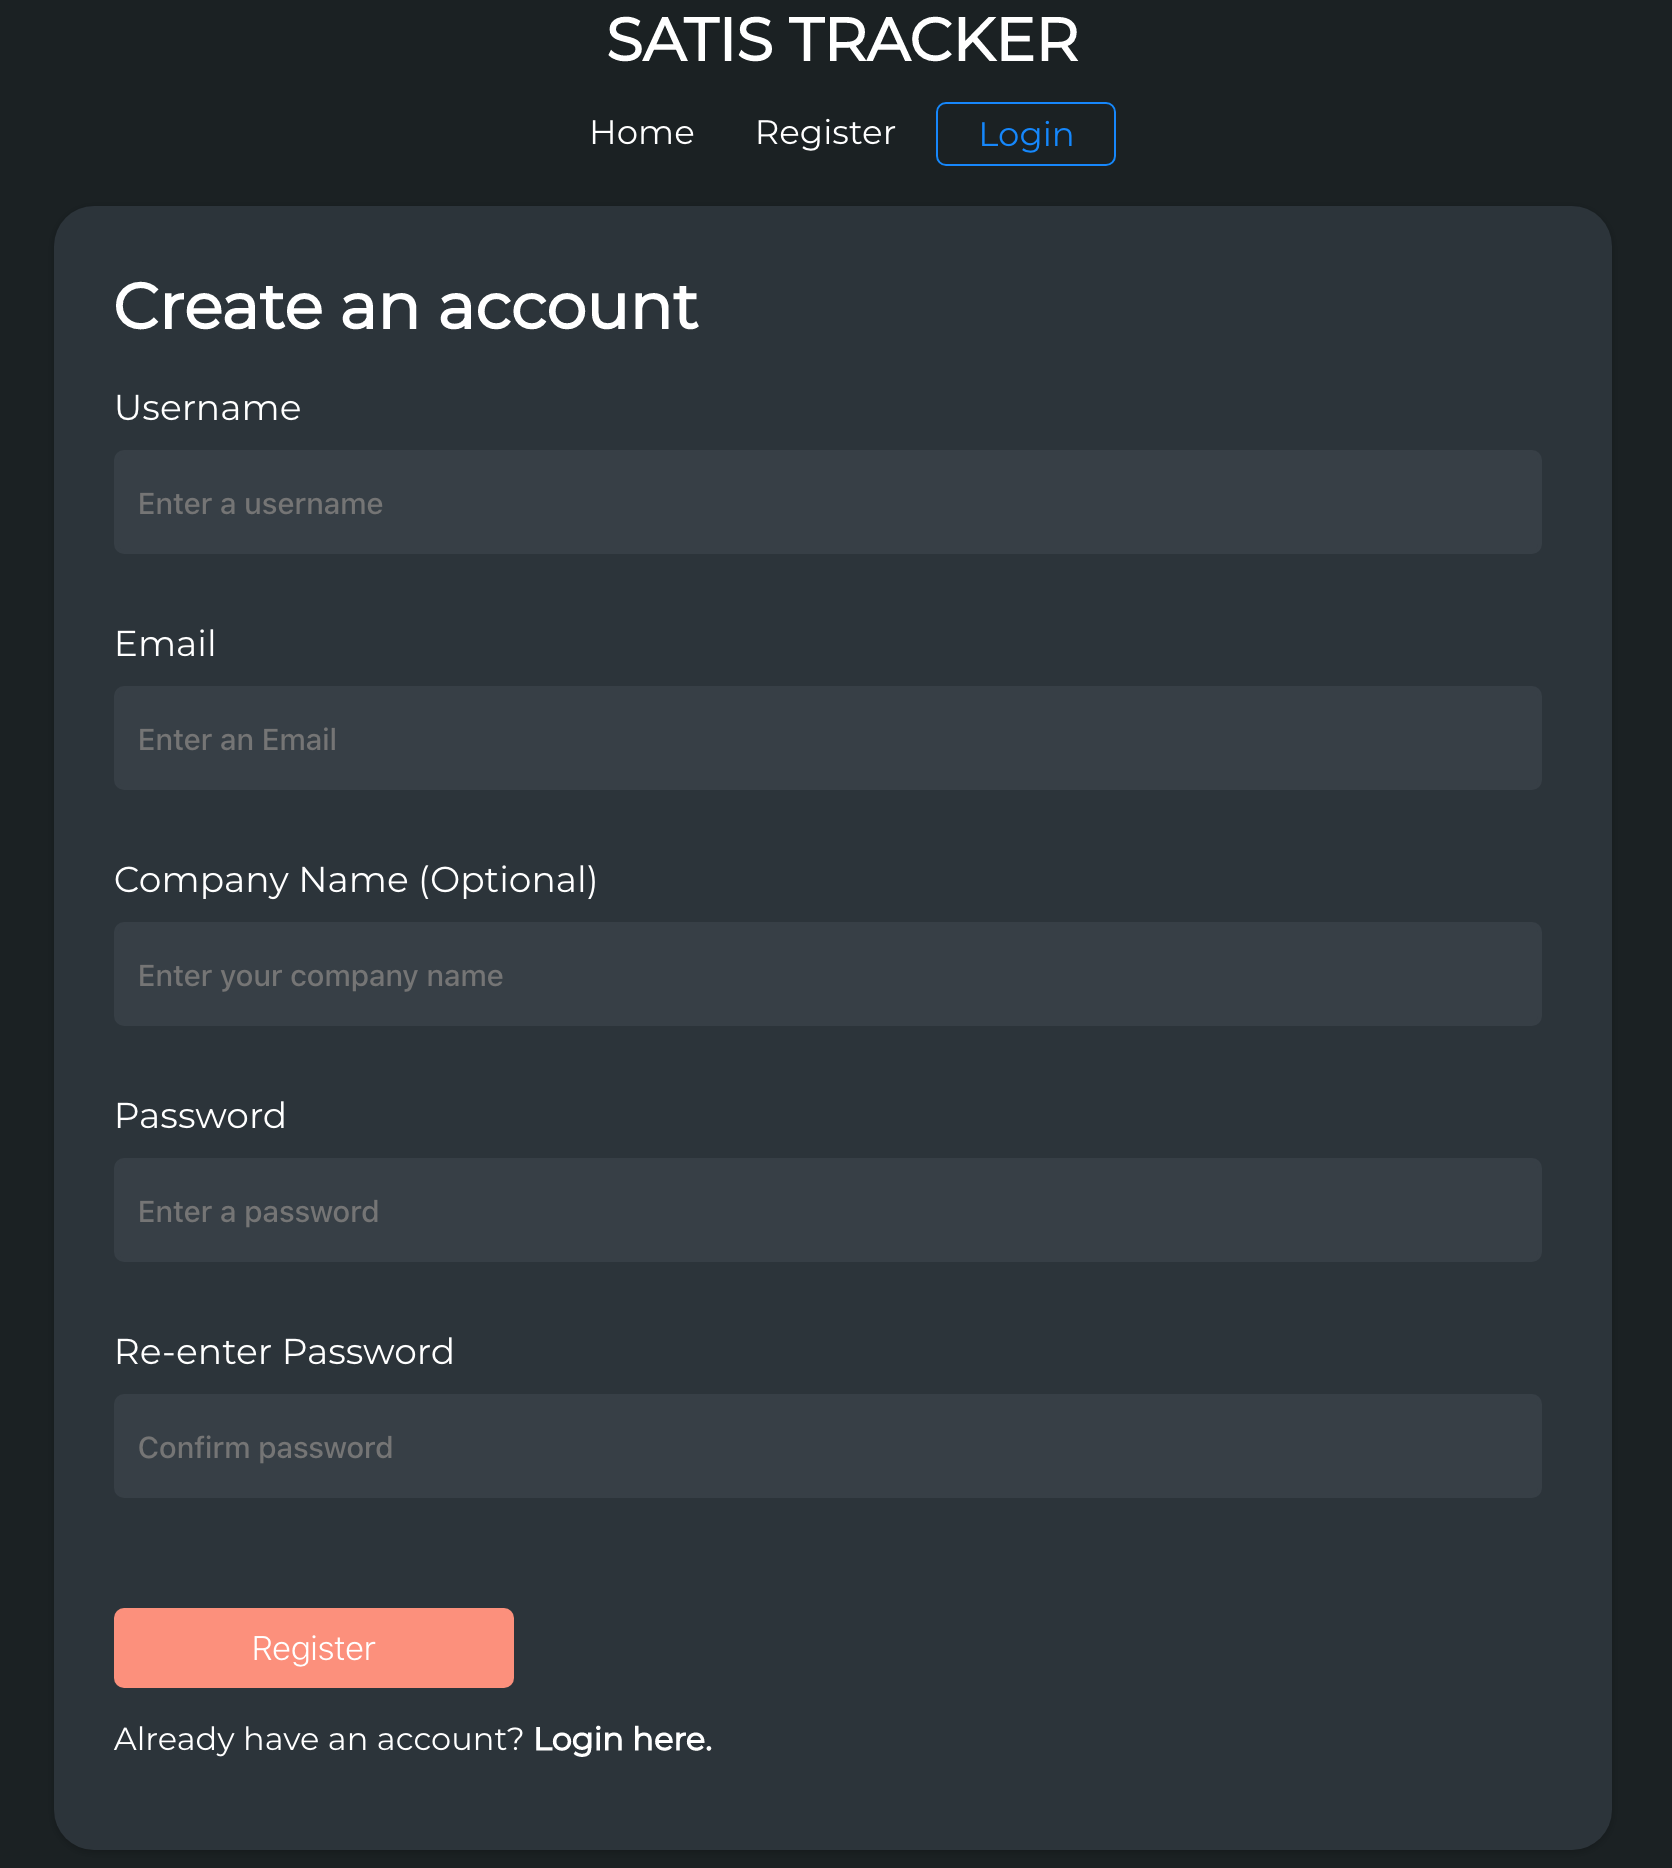 SATIS TRACKER
Home Register Login
Create an account
Username
Enter a username
Email
Enter an Email
Company Name (Optional)
Enter your company name
Password
Enter a password
Re-enter Password
Confirm password
Register
Already have an account? Login here.